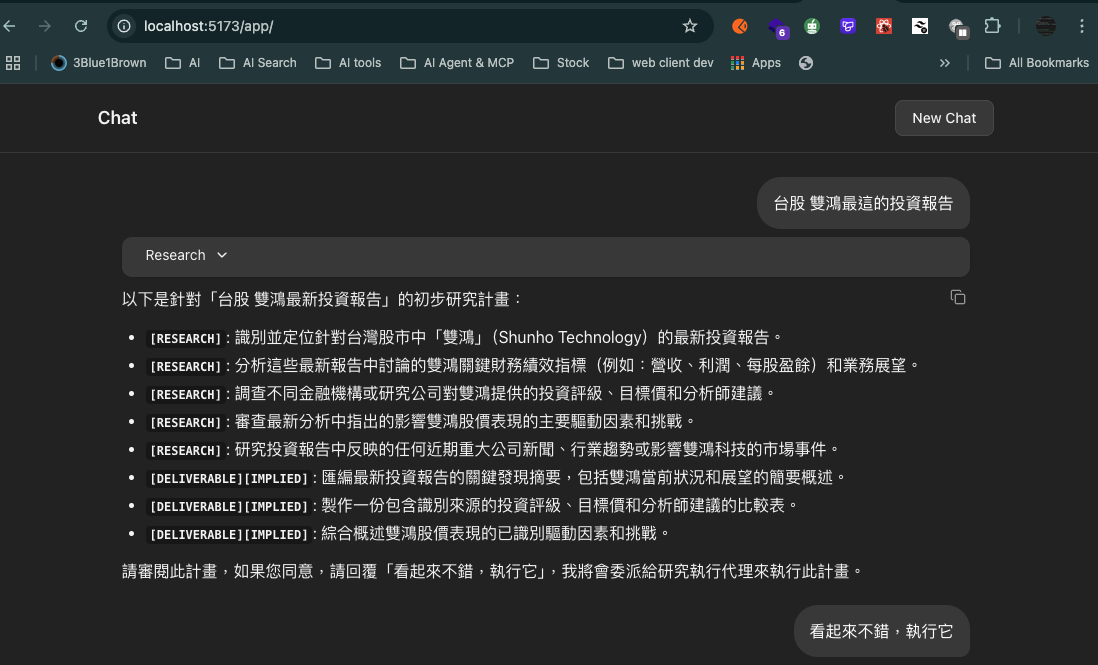 localhost:5173/app/
6
3Blue1Brown
AI
AI Search
AI tools
AI Agent & MCP
Stock
web client dev
Apps
»
All Bookmarks
Chat
New Chat
台股 雙鴻最這的投資報告
Research
以下是針對「台股 雙鴻最新投資報告」的初步研究計畫：
• [RESEARCH]：識別並定位針對台灣股市中「雙鴻」（Shunho Technology）的最新投資報告。
• [RESEARCH]：分析這些最新報告中討論的雙鴻關鍵財務績效指標（例如：營收、利潤、每股盈餘）和業務展望。
• [RESEARCH]：調查不同金融機構或研究公司對雙鴻提供的投資評級、目標價和分析師建議。
• [RESEARCH]：審查最新分析中指出的影響雙鴻股價表現的主要驅動因素和挑戰。
• [RESEARCH]：研究投資報告中反映的任何近期重大公司新聞、行業趨勢或影響雙鴻科技的市場事件。
• [DELIVERABLE][IMPLIED]：匯編最新投資報告的關鍵發現摘要，包括雙鴻當前狀況和展望的簡要概述。
• [DELIVERABLE][IMPLIED]：製作一份包含識別來源的投資評級、目標價和分析師建議的比較表。
• [DELIVERABLE][IMPLIED]：綜合概述雙鴻股價表現的已識別驅動因素和挑戰。
請審閱此計畫，如果您同意，請回覆「看起來不錯，執行它」，我將會委派給研究執行代理來執行此計畫。
看起來不錯，執行它